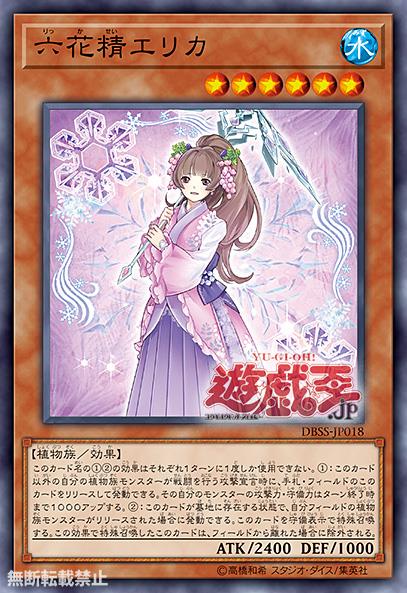 りっ か せい
六花精エリカ
水
YU-GI-OH!
遊戯王
.jp
DBSS-JP018
【植物族／効果】
このカード名の①②の効果はそれぞれ1ターンに1度しか使用できない。①：このカード
以外の自分の植物族モンスターが戦闘を行う攻撃宣言時に、手札・フィールドのこの
カードをリリースして発動できる。その自分のモンスターの攻撃力・守備力はターン終了時
まで1000アップする。②：このカードが墓地に存在する状態で、自分フィールドの植物
族モンスターがリリースされた場合に発動できる。このカードを守備表示で特殊召喚
する。この効果で特殊召喚したこのカードは、フィールドから離れた場合に除外される。
ATK/2400 DEF/1000
無断転載禁止
©高橋和希 スタジオ・ダイス/集英社